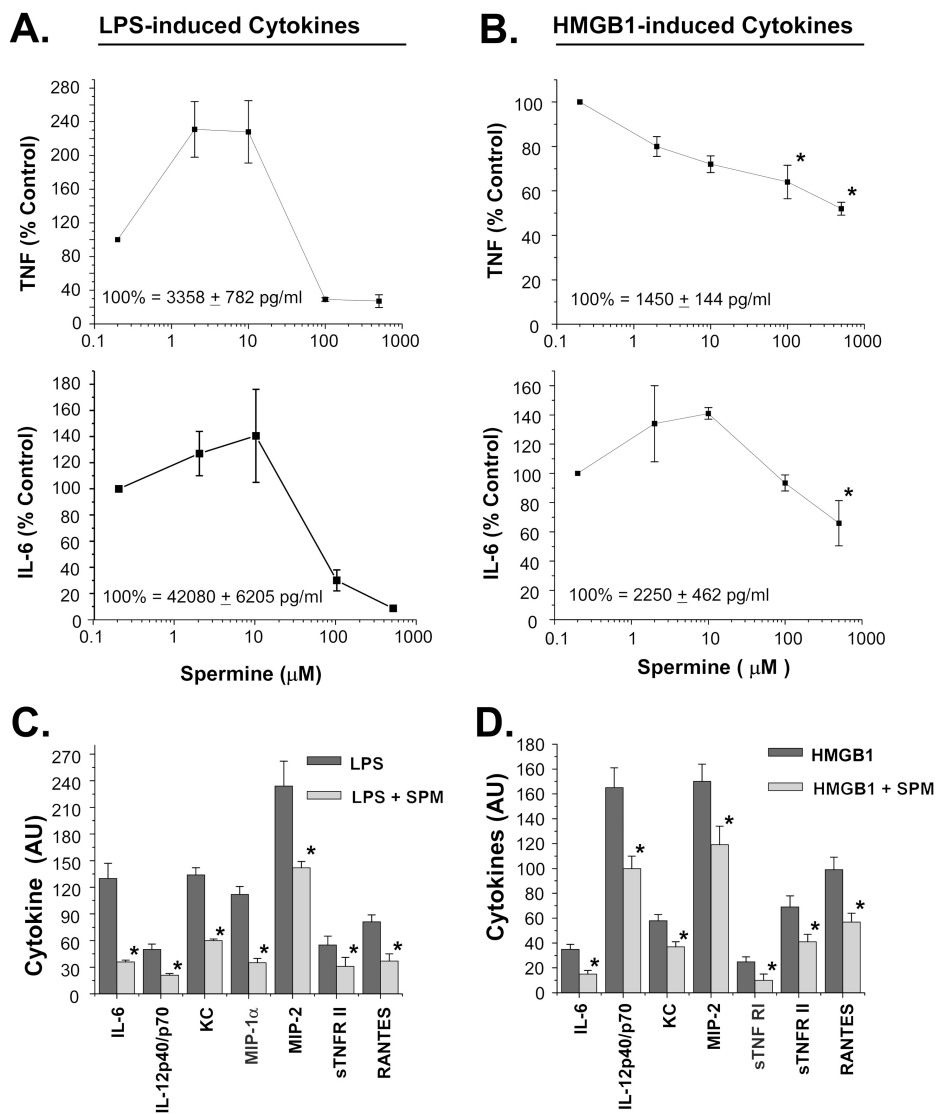 A. LPS-induced Cytokines
TNF (% Control)
280
240
200
160
120
80
40
0
100% = 3358 ± 782 pg/ml
0.1 1 10 100 1000
IL-6 (% Control)
180
160
140
120
100
80
60
40
20
0
100% = 42080 ± 6205 pg/ml
0.1 1 10 100 1000
Spermine (μM)
B. HMGB1-induced Cytokines
TNF (% Control)
100
80
60
40
20
0
*
*
100% = 1450 ± 144 pg/ml
0.1 1 10 100 1000
IL-6 (% Control)
160
140
120
100
80
60
40
20
0
*
100% = 2250 ± 462 pg/ml
0.1 1 10 100 1000
Spermine ( μM )
C.
Cytokine (AU)
270
240
210
180
150
120
90
60
30
0
LPS
LPS + SPM
* * * * * * *
IL-6
IL-12p40/p70
KC
MIP-1α
MIP-2
sTNFR II
RANTES
D.
Cytokines (AU)
180
160
140
120
100
80
60
40
20
0
HMGB1
HMGB1 + SPM
* * * * * * *
IL-6
IL-12p40/p70
KC
MIP-2
sTNF RI
sTNFR II
RANTES